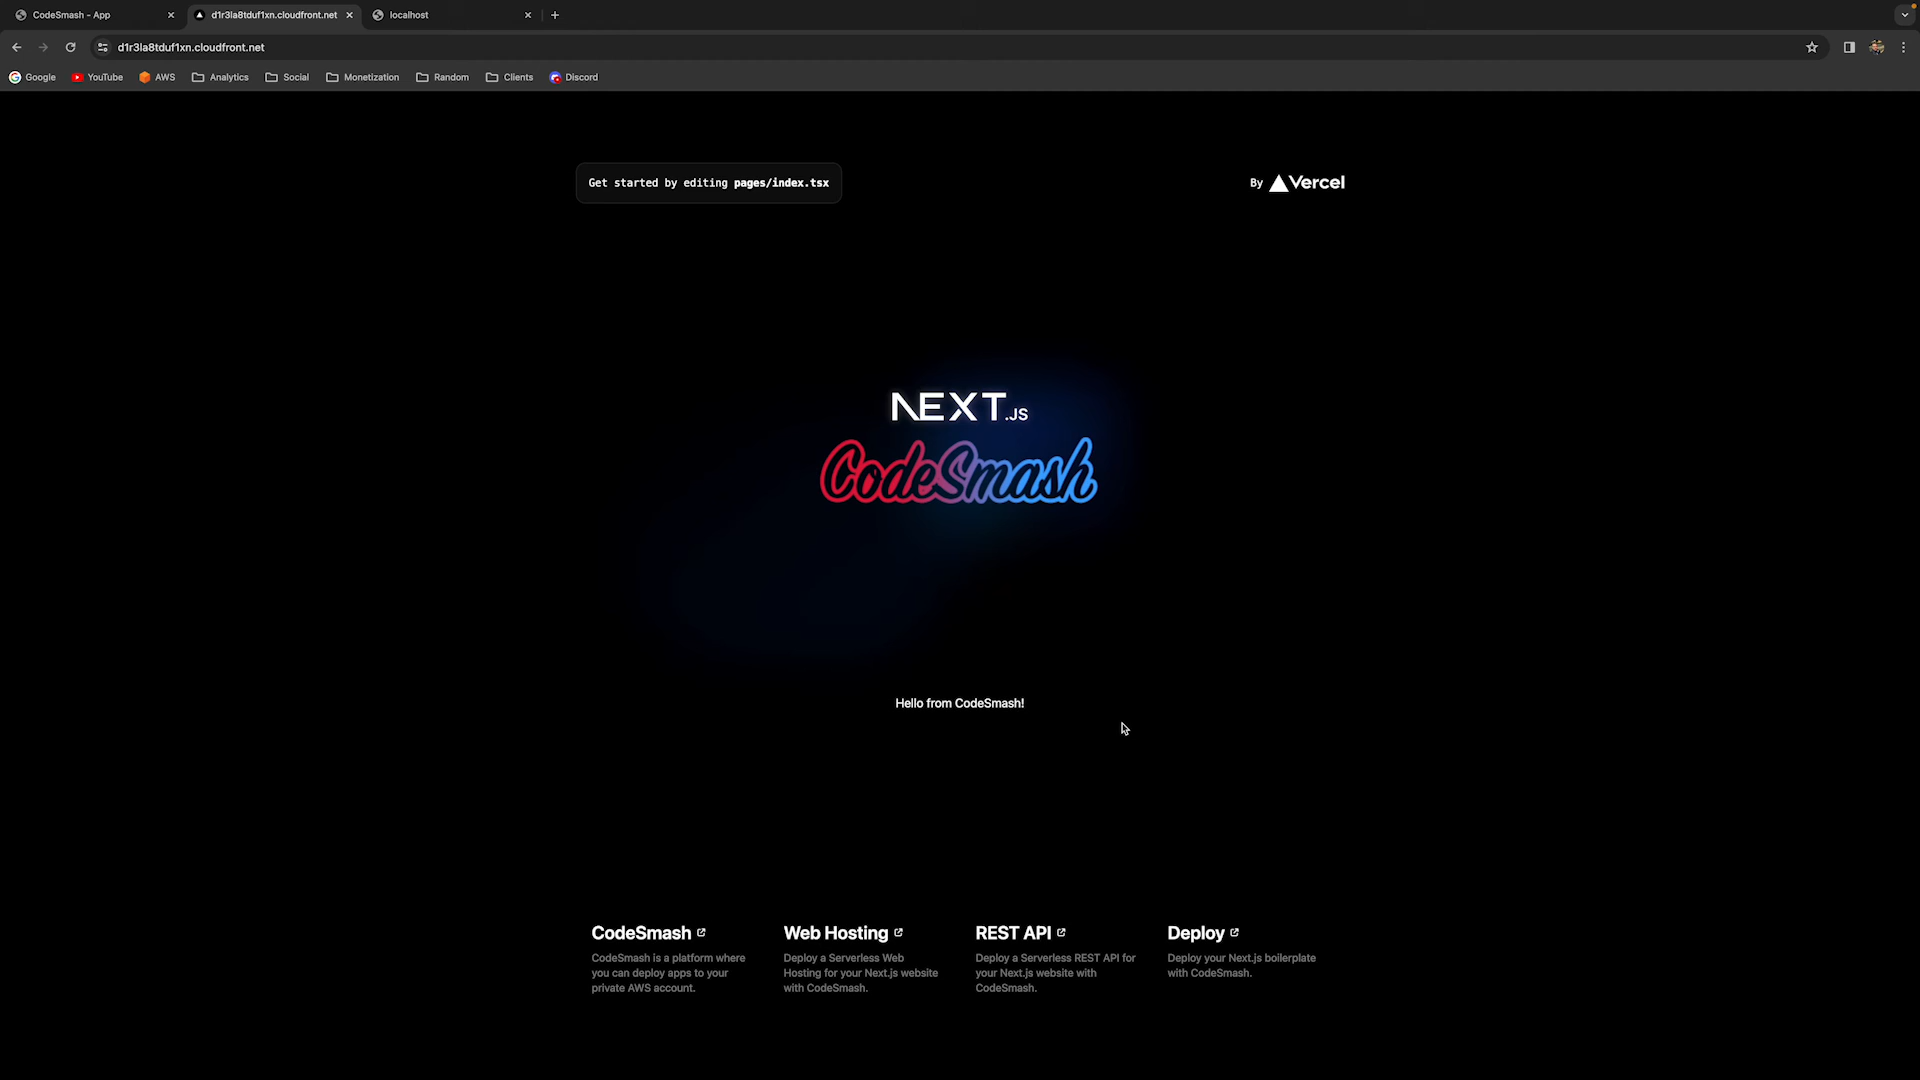 CodeSmash - App
d1r3la8tduf1xn.cloudfront.net
localhost
d1r3la8tduf1xn.cloudfront.net
Google
YouTube
AWS
Analytics
Social
Monetization
Random
Clients
Discord
Get started by editing pages/index.tsx
By Vercel
NEXT.JS
CodeSmash
Hello from CodeSmash!
CodeSmash
CodeSmash is a platform where
you can deploy apps to your
private AWS account.
Web Hosting
Deploy a Serverless Web
Hosting for your Next.js website
with CodeSmash.
REST API
Deploy a Serverless REST API for
your Next.js website with
CodeSmash.
Deploy
Deploy your Next.js boilerplate
with CodeSmash.